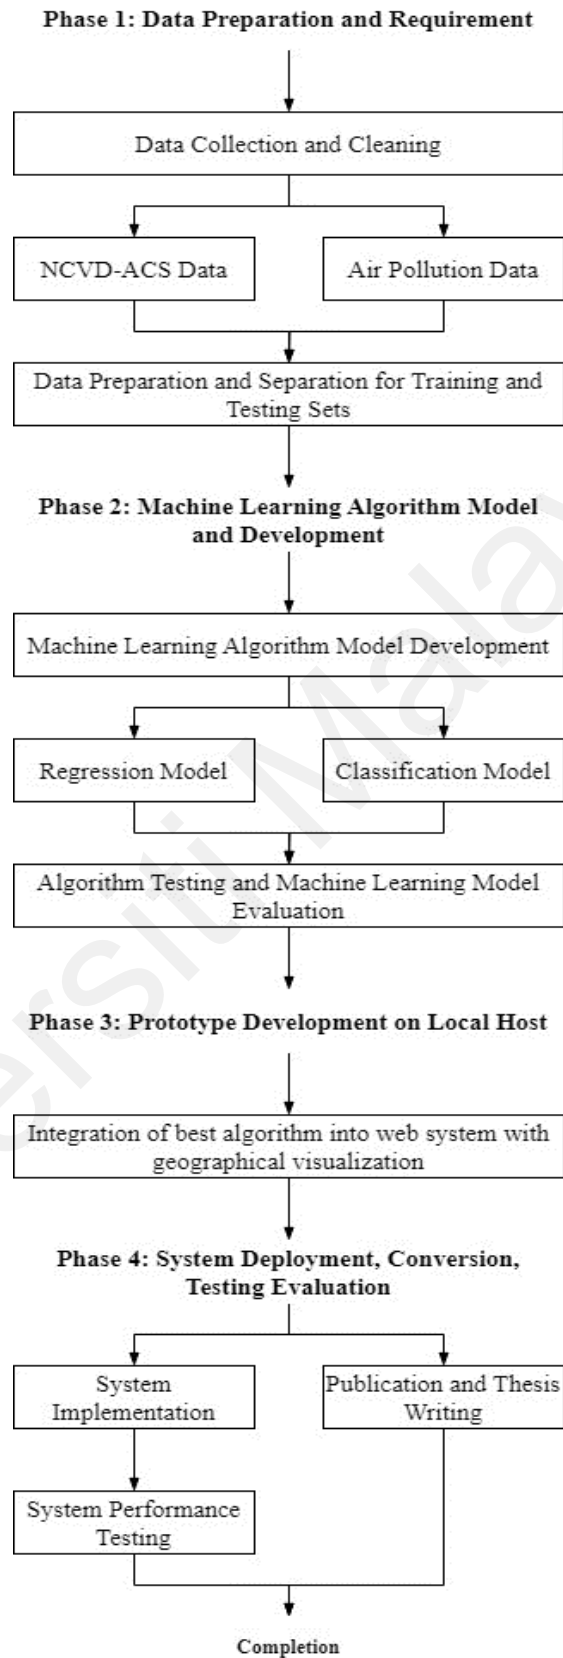 Phase 1: Data Preparation and Requirement
Data Collection and Cleaning
NCVD-ACS Data
Air Pollution Data
Data Preparation and Separation for Training and
Testing Sets
Phase 2: Machine Learning Algorithm Model
and Development
Machine Learning Algorithm Model Development
Regression Model
Classification Model
Algorithm Testing and Machine Learning Model
Evaluation
Phase 3: Prototype Development on Local Host
Integration of best algorithm into web system with
geographical visualization
Phase 4: System Deployment, Conversion,
Testing Evaluation
System
Implementation
Publication and Thesis
Writing
System Performance
Testing
Completion
ersiti Malay